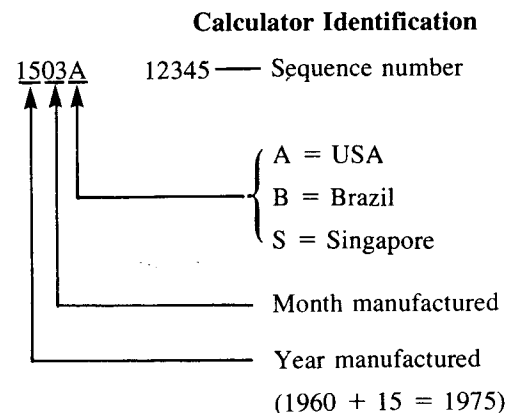 Calculator Identification
1503A 12345 — Sequence number
A = USA
B = Brazil
S = Singapore
Month manufactured
Year manufactured
(1960 + 15 = 1975)